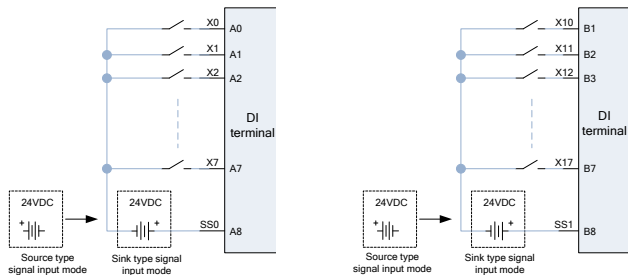 X0 A0
X1 A1
X2 A2
DI
terminal
X7 A7
24VDC
24VDC
+
+
SS0 A8
Source type
signal input mode
Sink type signal
input mode
X10 B1
X11 B2
X12 B3
DI
terminal
X17 B7
24VDC
24VDC
+
+
SS1 B8
Source type
signal input mode
Sink type signal
input mode